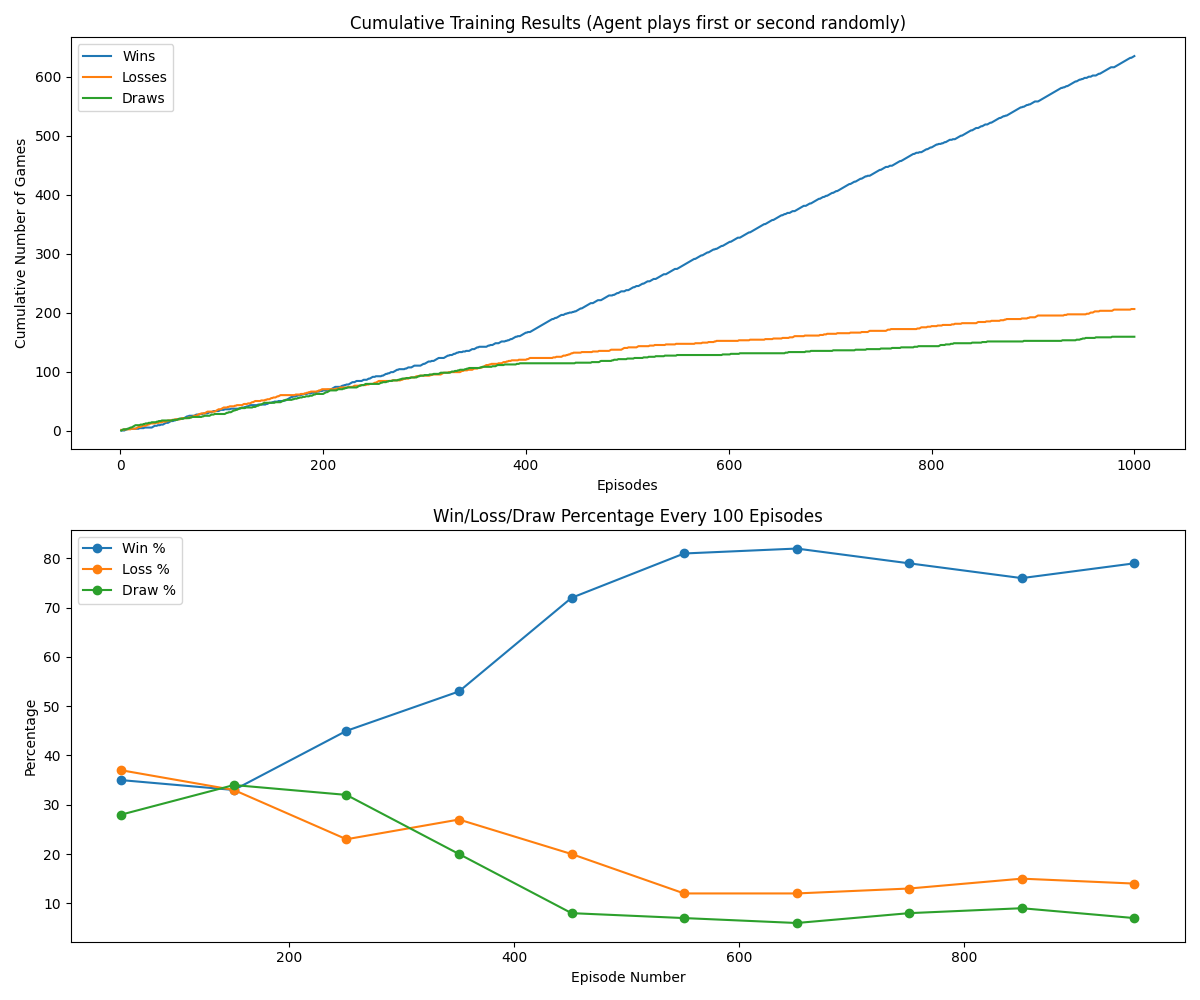 Cumulative Training Results (Agent plays first or second randomly)
Wins
Losses
Draws
Cumulative Number of Games
600
500
400
300
200
100
0
0 200 400 600 800 1000
Episodes
Win/Loss/Draw Percentage Every 100 Episodes
Win %
Loss %
Draw %
Percentage
80
70
60
50
40
30
20
10
200 400 600 800
Episode Number